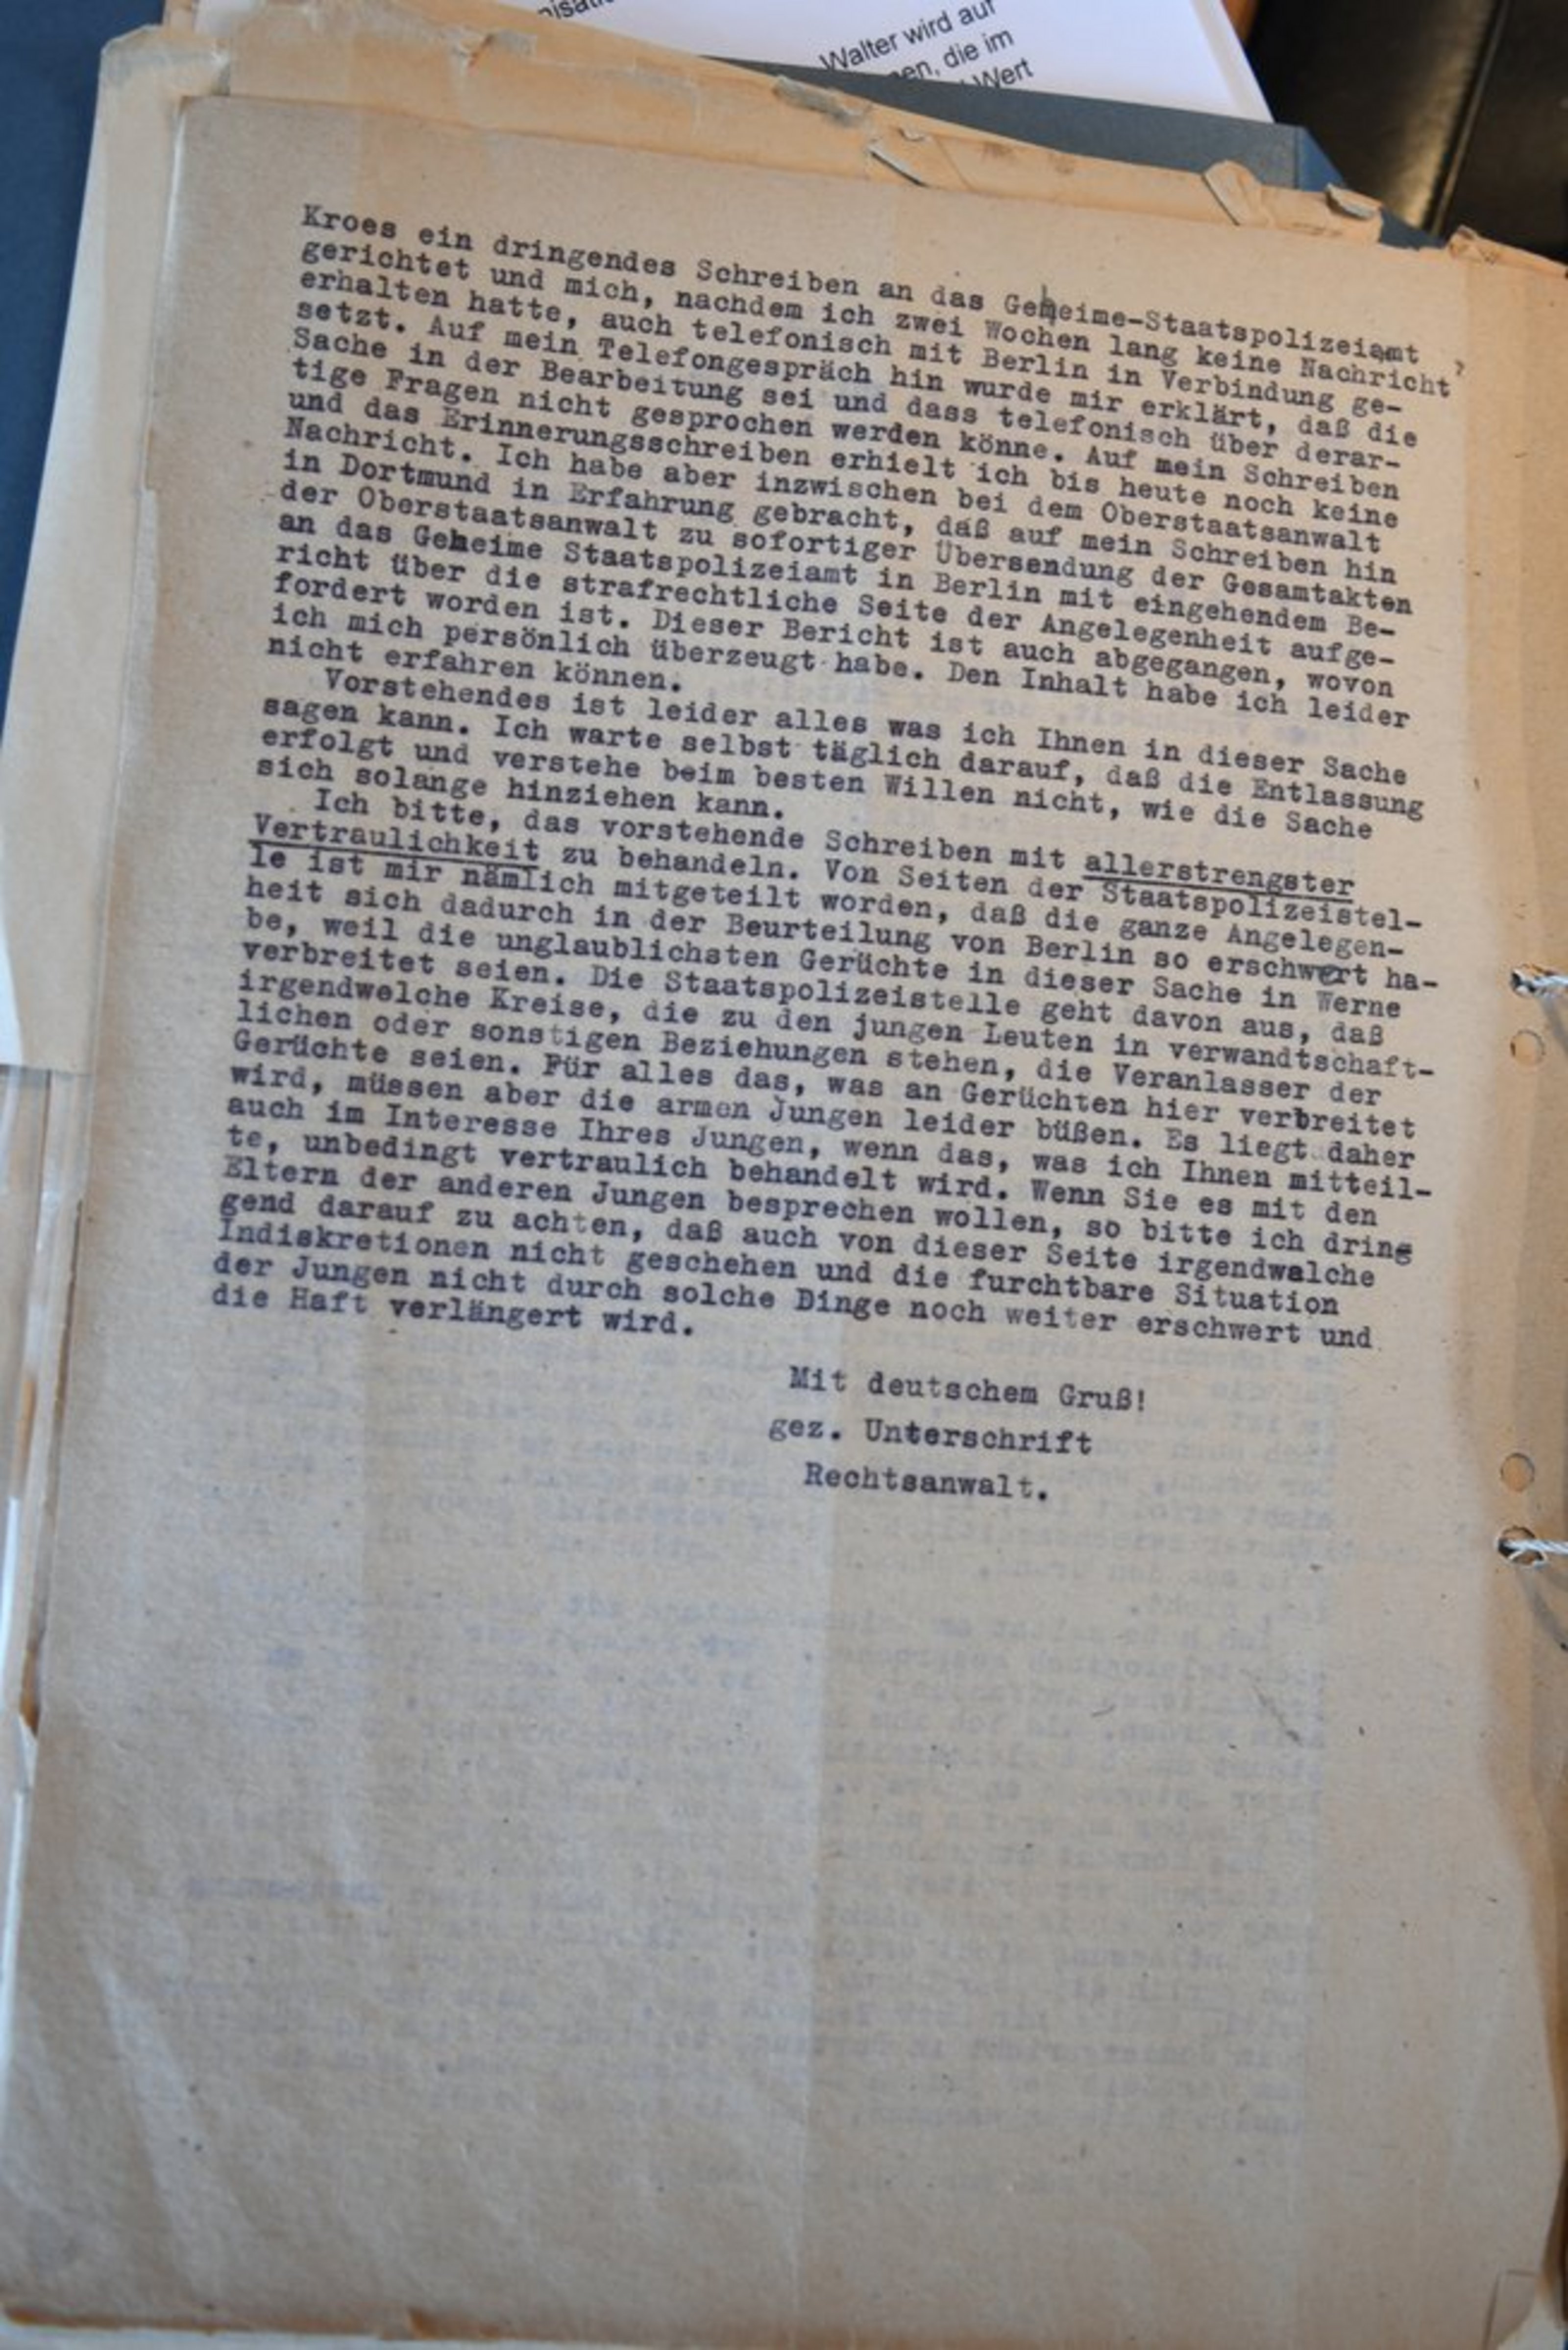 Walter wird auf
en, die im
Wert
Kroes ein dringendes Schreiben an das Geheime-Staatspolizeiamt
gerichtet und mich, nachdem ich zwei Wochen lang keine Nachricht
erhalten hatte, auch telefonisch mit Berlin in Verbindung ge-
setzt. Auf mein Telefongespräch hin wurde mir erklärt, daß die
Sache in der Bearbeitung sei und dass telefonisch über derar-
tige Fragen nicht gesprochen werden könne. Auf mein Schreiben
und das Erinnerungsschreiben erhielt ich bis heute noch keine
Nachricht. Ich habe aber inzwischen bei dem Oberstaatsanwalt
in Dortmund in Erfahrung gebracht, daß auf mein Schreiben hin
der Oberstaatsanwalt zu sofortiger Übersendung der Gesamtakten
an das Geheime Staatspolizeiamt in Berlin mit eingehendem Be-
richt über die strafrechtliche Seite der Angelegenheit aufge-
fordert worden ist. Dieser Bericht ist auch abgegangen, wovon
ich mich persönlich überzeugt habe. Den Inhalt habe ich leider
nicht erfahren können.
Vorstehendes ist leider alles was ich Ihnen in dieser Sache
sagen kann. Ich warte selbst täglich darauf, daß die Entlassung
erfolgt und verstehe beim besten Willen nicht, wie die Sache
sich solange hinziehen kann.
Ich bitte, das vorstehende Schreiben mit allerstrengster
Vertraulichkeit zu behandeln. Von Seiten der Staatspolizeistel-
le ist mir nämlich mitgeteilt worden, daß die ganze Angelegen-
heit sich dadurch in der Beurteilung von Berlin so erschwert ha-
be, weil die unglaublichsten Gerüchte in dieser Sache in Werne
verbreitet seien. Die Staatspolizeistelle geht davon aus, daß
irgendwelche Kreise, die zu den jungen Leuten in verwandtschaft-
lichen oder sonstigen Beziehungen stehen, die Veranlasser der
Gerüchte seien. Für alles das, was an Gerüchten hier verbreitet
wird, müssen aber die armen Jungen leider büßen. Es liegt daher
auch im Interesse Ihres Jungen, wenn das, was ich Ihnen mitteil-
te, unbedingt vertraulich behandelt wird. Wenn Sie es mit den
Eltern der anderen Jungen besprechen wollen, so bitte ich dring
gend darauf zu achten, daß auch von dieser Seite irgendwelche
Indiskretionen nicht geschehen und die furchtbare Situation
der Jungen nicht durch solche Dinge noch weiter erschwert und
die Haft verlängert wird.
Mit deutschem Gruß!
gez. Unterschrift
Rechtsanwalt.